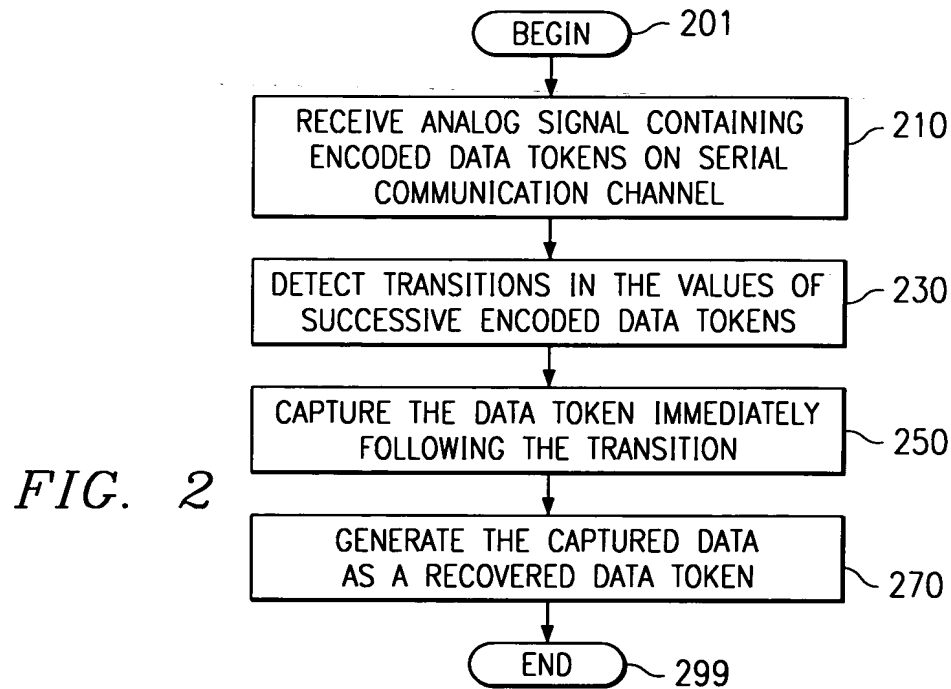 BEGIN
201
RECEIVE ANALOG SIGNAL CONTAINING
ENCODED DATA TOKENS ON SERIAL
COMMUNICATION CHANNEL
210
DETECT TRANSITIONS IN THE VALUES OF
SUCCESSIVE ENCODED DATA TOKENS
230
CAPTURE THE DATA TOKEN IMMEDIATELY
FOLLOWING THE TRANSITION
250
FIG. 2
GENERATE THE CAPTURED DATA
AS A RECOVERED DATA TOKEN
270
END
299